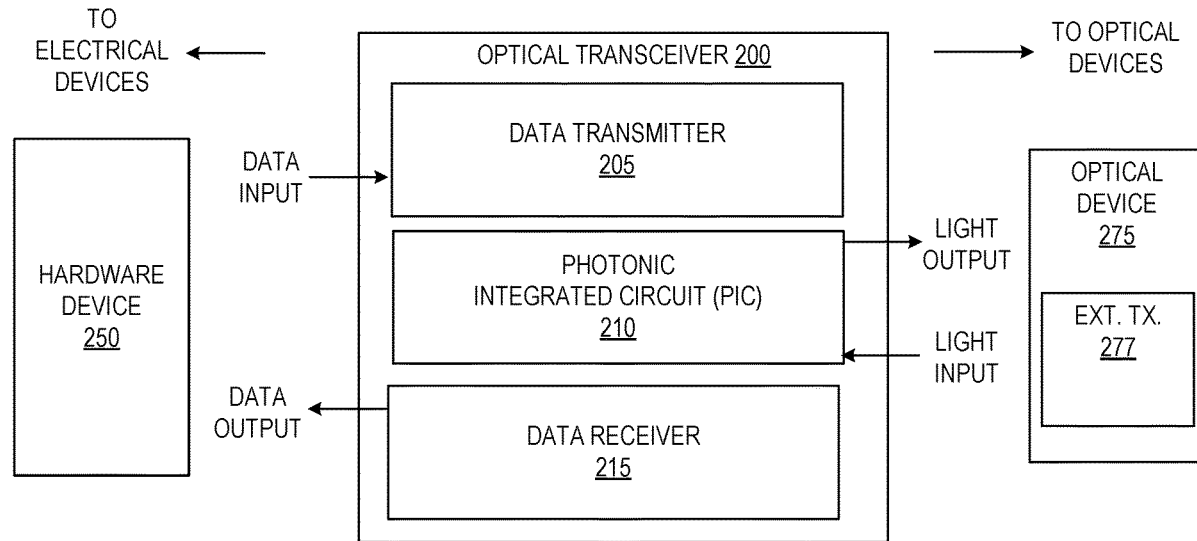 TO
ELECTRICAL
DEVICES
OPTICAL TRANSCEIVER 200
TO OPTICAL
DEVICES
DATA TRANSMITTER
205
DATA
INPUT
HARDWARE
DEVICE
250
PHOTONIC
INTEGRATED CIRCUIT (PIC)
210
LIGHT
OUTPUT
LIGHT
INPUT
OPTICAL
DEVICE
275
EXT. TX.
277
DATA
OUTPUT
DATA RECEIVER
215